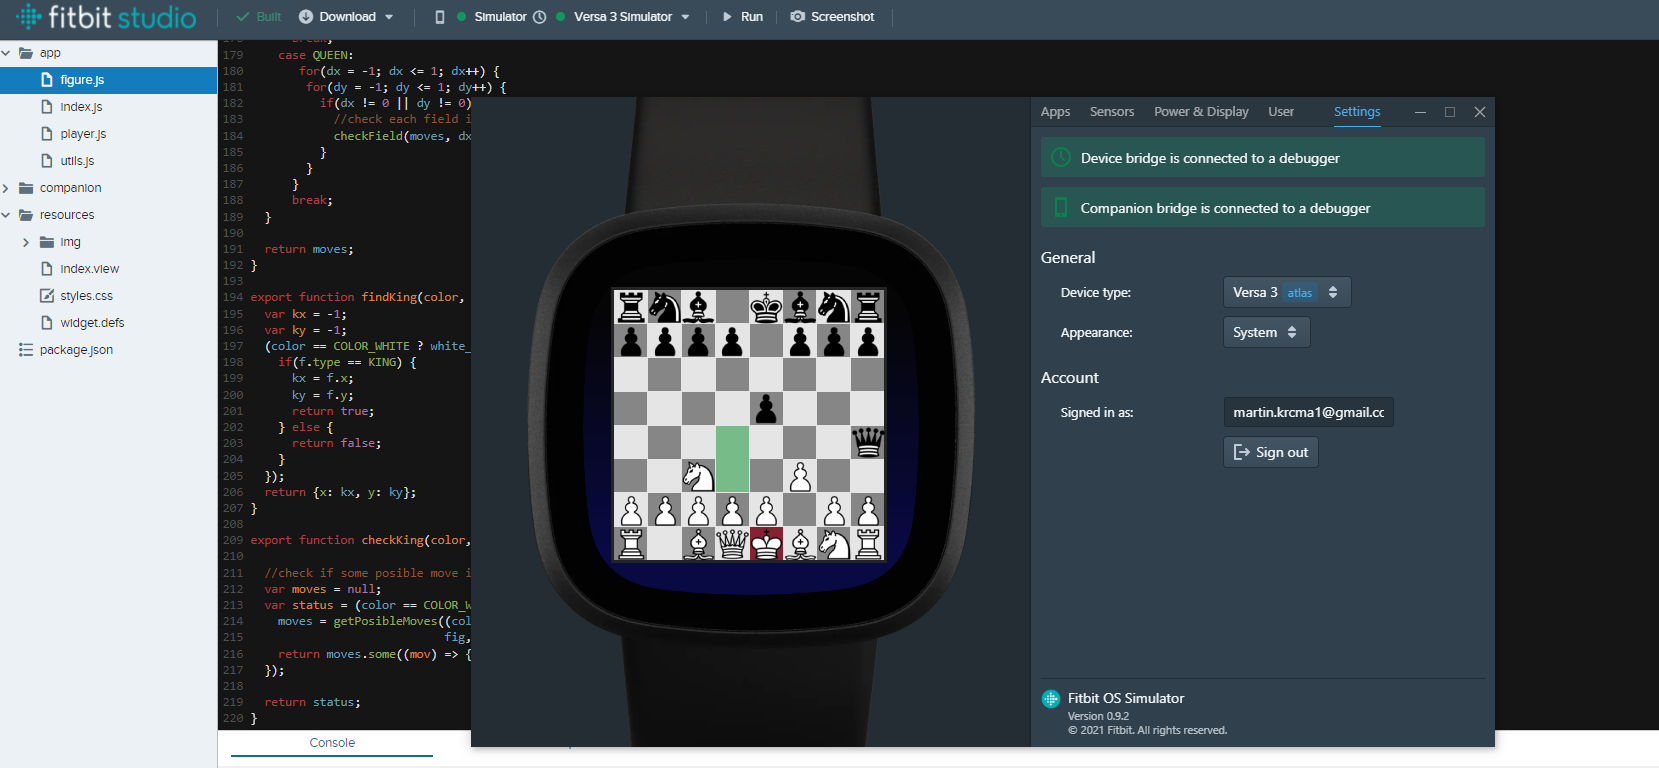 fitbit studio
Built
Download
Simulator
Versa 3 Simulator
Run
Screenshot
app
figure.js
index.js
player.js
utils.js
companion
resources
img
index.view
styles.css
widget.defs
package.json
179 case QUEEN:
180 for(dx = -1; dx <= 1; dx++) {
181 for(dy = -1; dy <= 1; dy++) {
182 if(dx != 0 || dy != 0)
183 //check each field i
184 checkField(moves, dx
185 }
186 }
187 }
188 break;
189 }
190
191 return moves;
192 }
193
194 export function findKing(color,
195 var kx = -1;
196 var ky = -1;
197 (color == COLOR_WHITE ? white_
198 if(f.type == KING) {
199 kx = f.x;
200 ky = f.y;
201 return true;
202 } else {
203 return false;
204 }
205 });
206 return {x: kx, y: ky};
207 }
208
209 export function checkKing(color,
210
211 //check if some posible move i
212 var moves = null;
213 var status = (color == COLOR_W
214 moves = getPosibleMoves((col
215 fig,
216 return moves.some((mov) => {
217 });
218
219 return status;
220 }
Console
Apps
Sensors
Power & Display
User
Settings
Device bridge is connected to a debugger
Companion bridge is connected to a debugger
General
Device type:
Versa 3 atlas
Appearance:
System
Account
Signed in as:
martin.krcma1@gmail.cc
Sign out
Fitbit OS Simulator
Version 0.9.2
© 2021 Fitbit. All rights reserved.